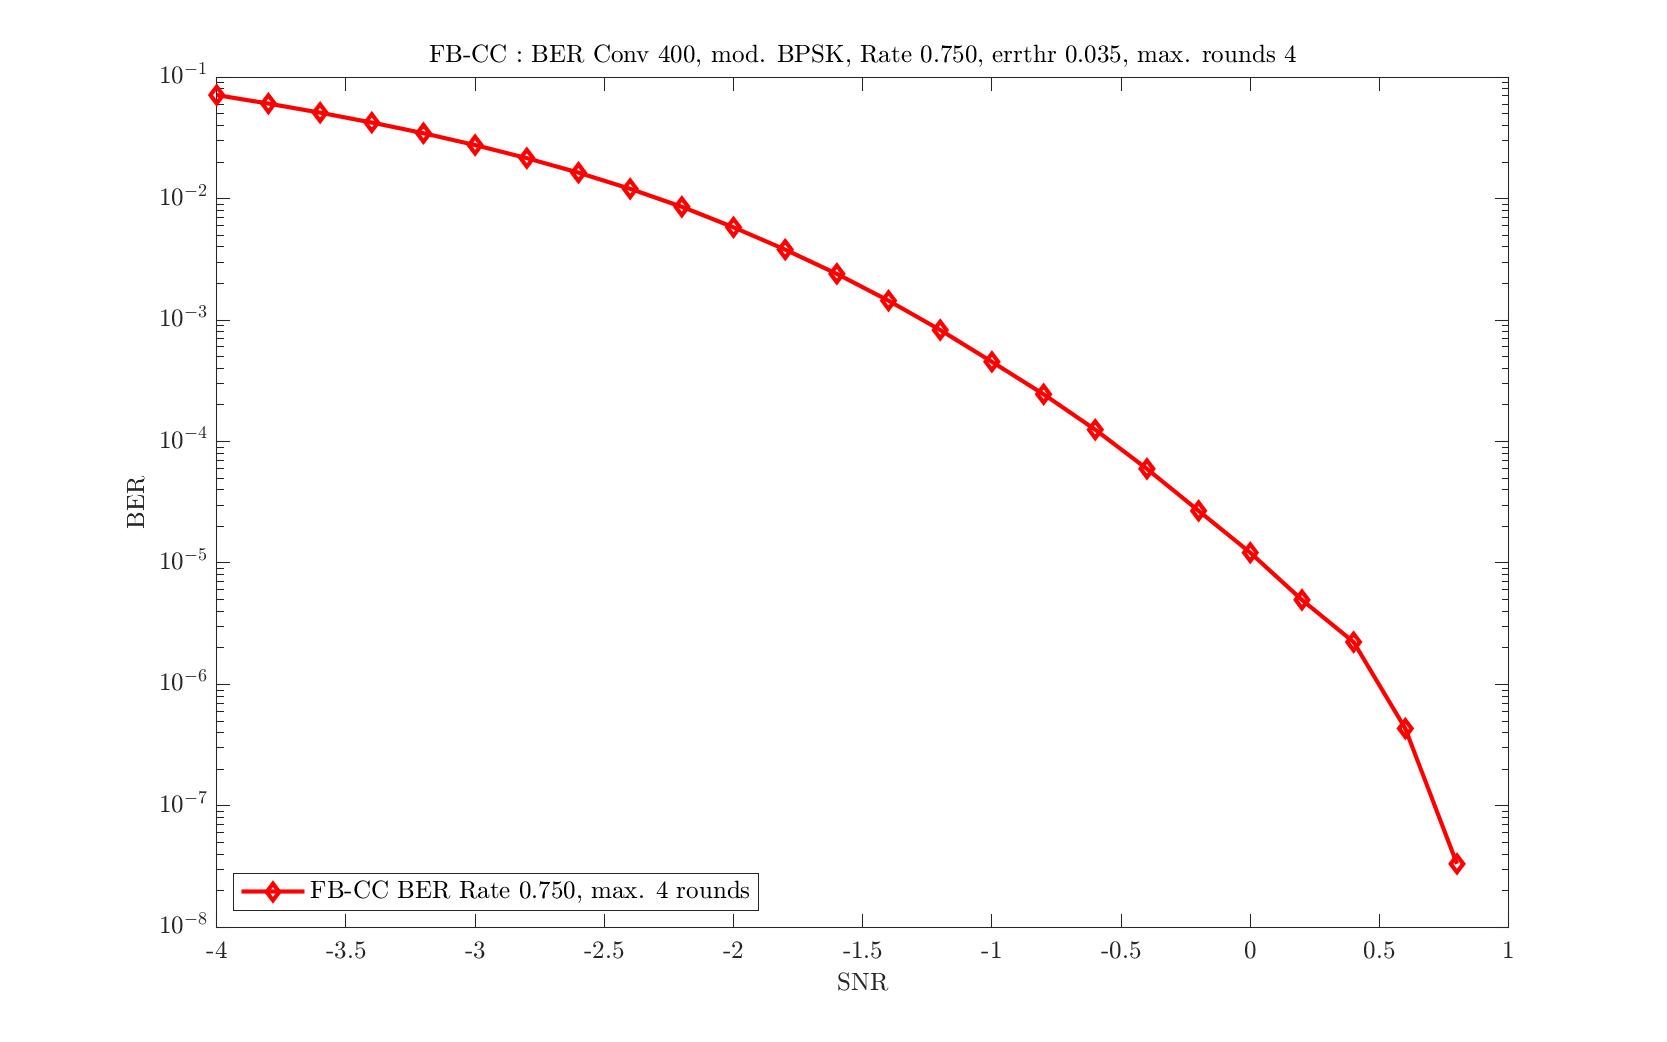 FB-CC : BER Conv 400, mod. BPSK, Rate 0.750, errthr 0.035, max. rounds 4
10^{-1}
10^{-2}
10^{-3}
10^{-4}
10^{-5}
10^{-6}
10^{-7}
10^{-8}
BER
FB-CC BER Rate 0.750, max. 4 rounds
-4 -3.5 -3 -2.5 -2 -1.5 -1 -0.5 0 0.5 1
SNR